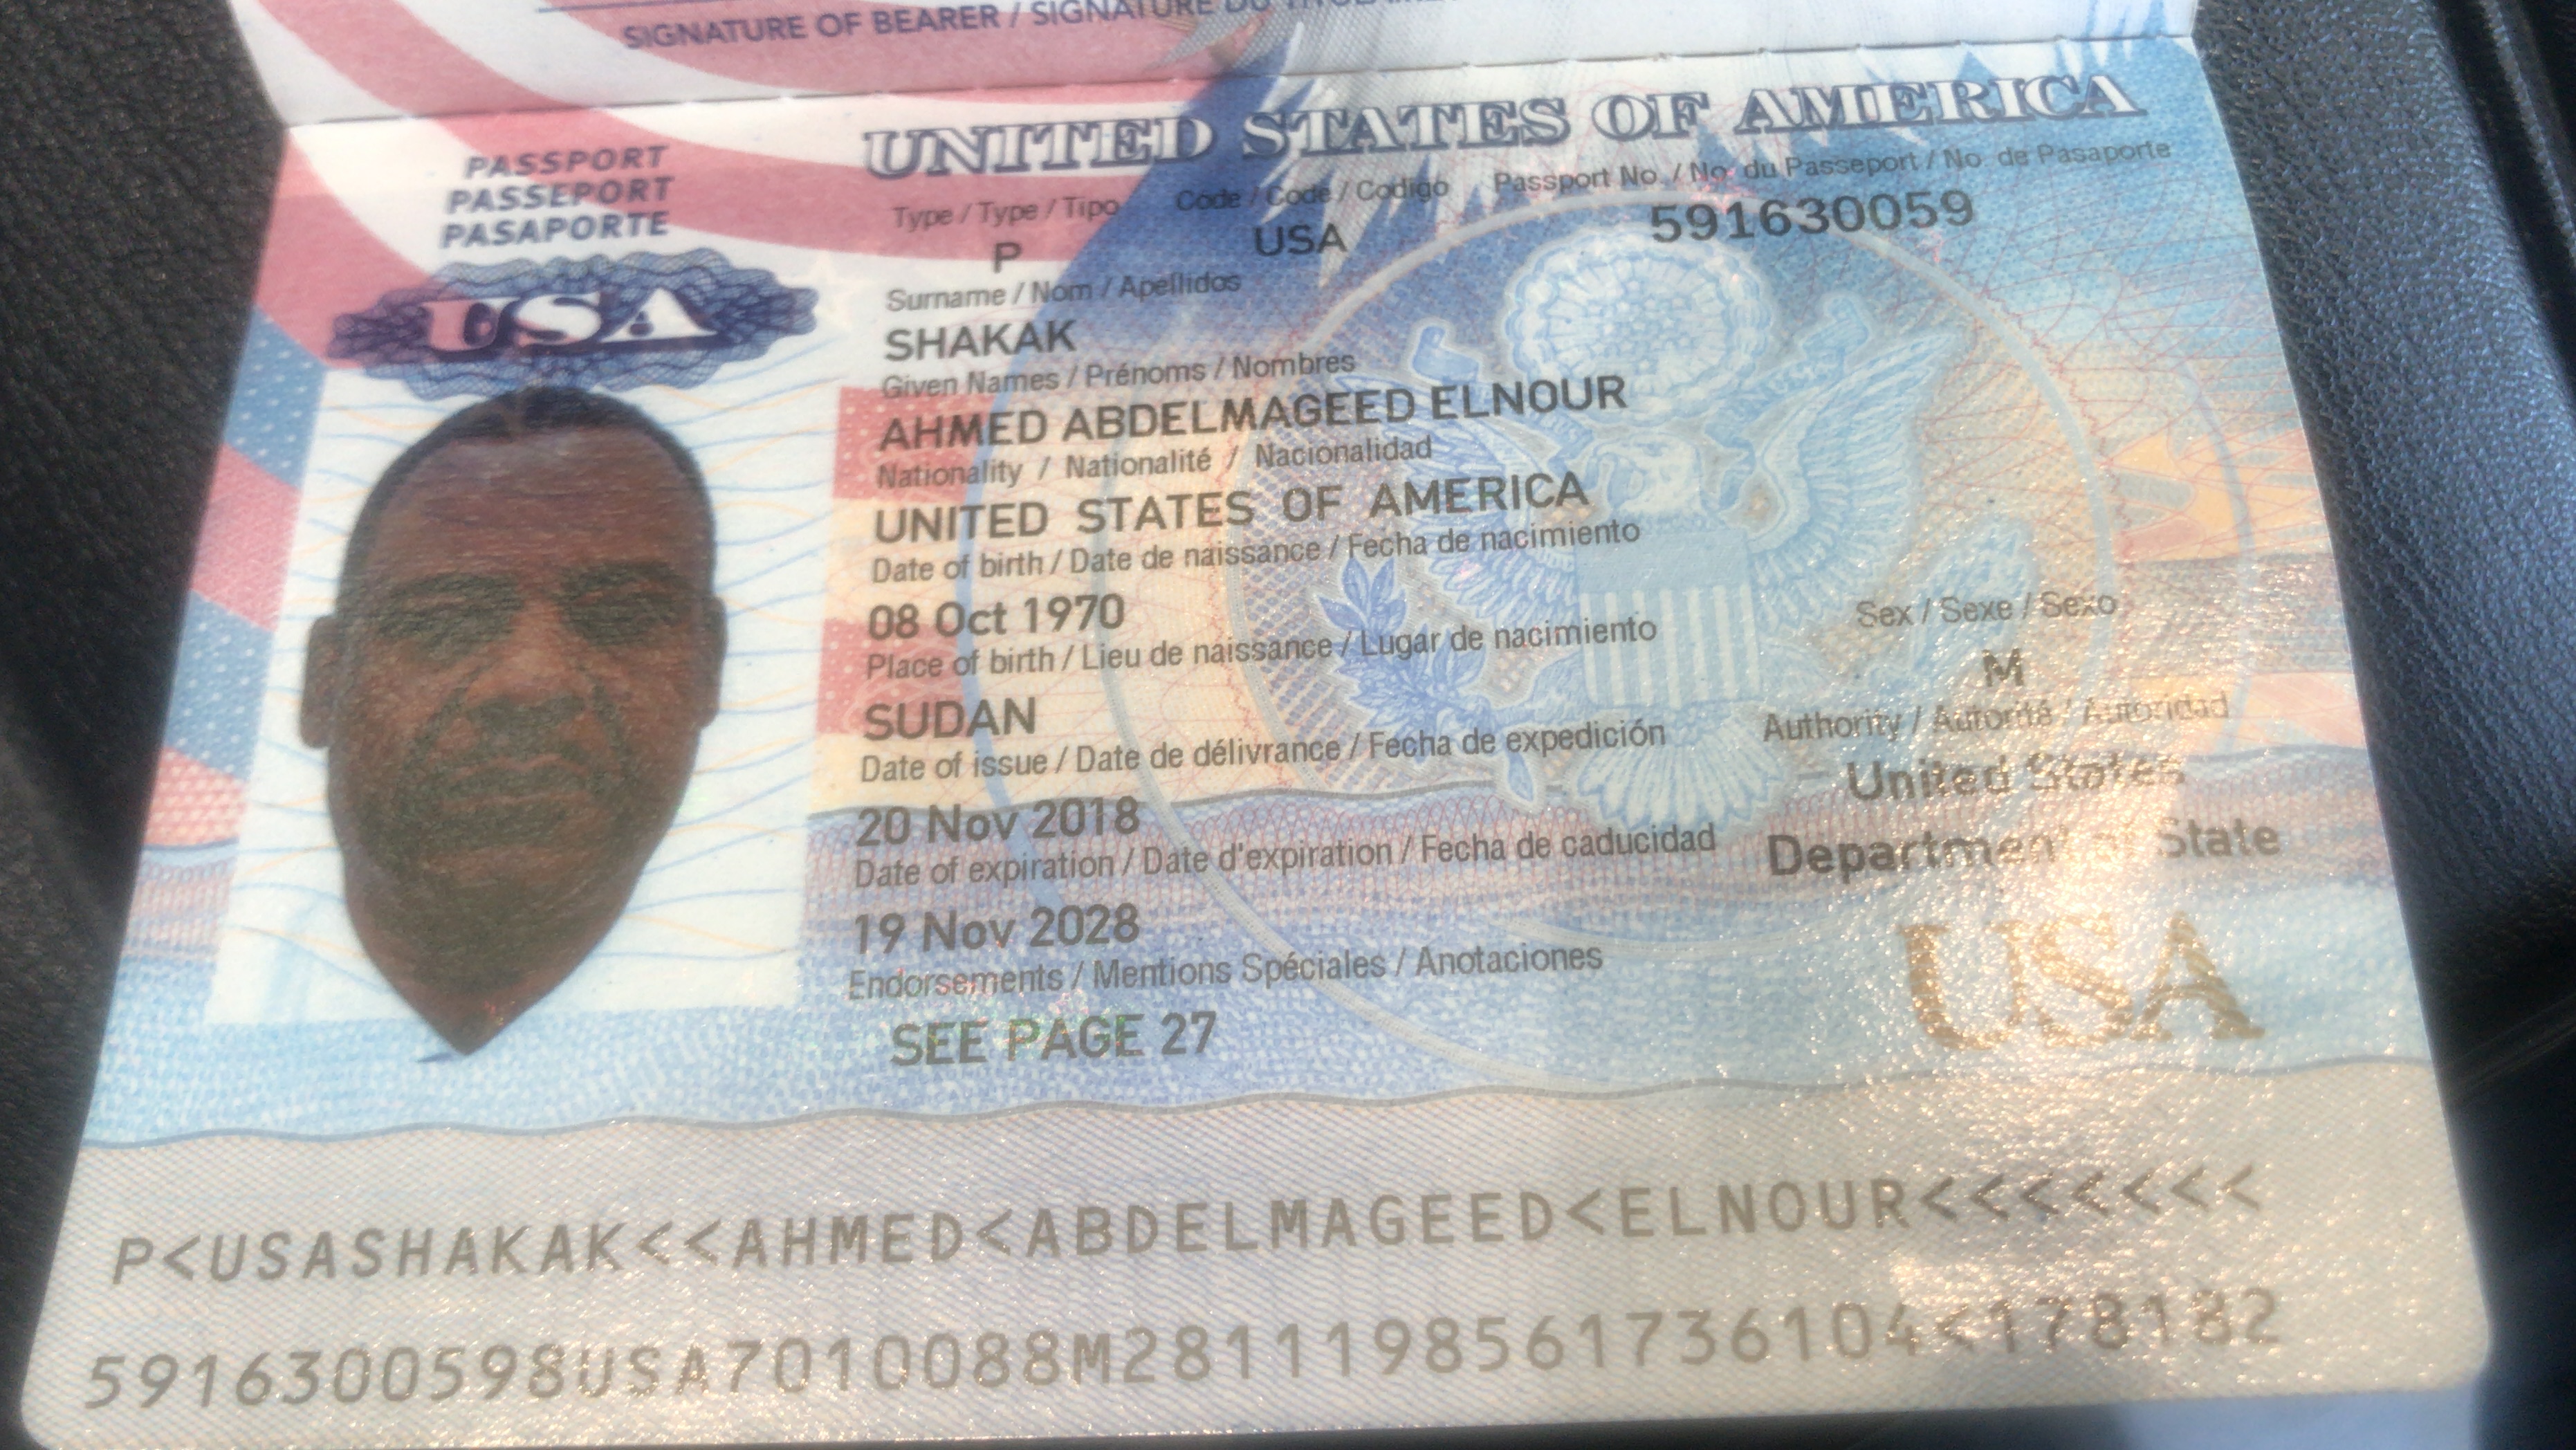 SIGNATURE OF BEARER / SIGNATURE DU
UNITED STATES OF AMERICA
PASSPORT
PASSEPORT
PASAPORTE
USA
Type / Type / Tipo Code / Code / Codigo Passport No. / No. du Passeport / No. de Pasaporte
P USA 591630059
Surname / Nom / Apellidos
SHAKAK
Given Names / Prénoms / Nombres
AHMED ABDELMAGEED ELNOUR
Nationality / Nationalité / Nacionalidad
UNITED STATES OF AMERICA
Date of birth / Date de naissance / Fecha de nacimiento
08 Oct 1970
Place of birth / Lieu de naissance / Lugar de nacimiento Sex / Sexe / Sexo
SUDAN M
Date of issue / Date de délivrance / Fecha de expedición Authority / Autorité / Autoridad
20 Nov 2018 United States
Date of expiration / Date d'expiration / Fecha de caducidad Department of State
19 Nov 2028
Endorsements / Mentions Spéciales / Anotaciones
SEE PAGE 27
USA
P<USASHAKAK<<AHMED<ABDELMAGEED<ELNOUR<<<<<<<
5916300598USA7010088M2811198561736104<178182